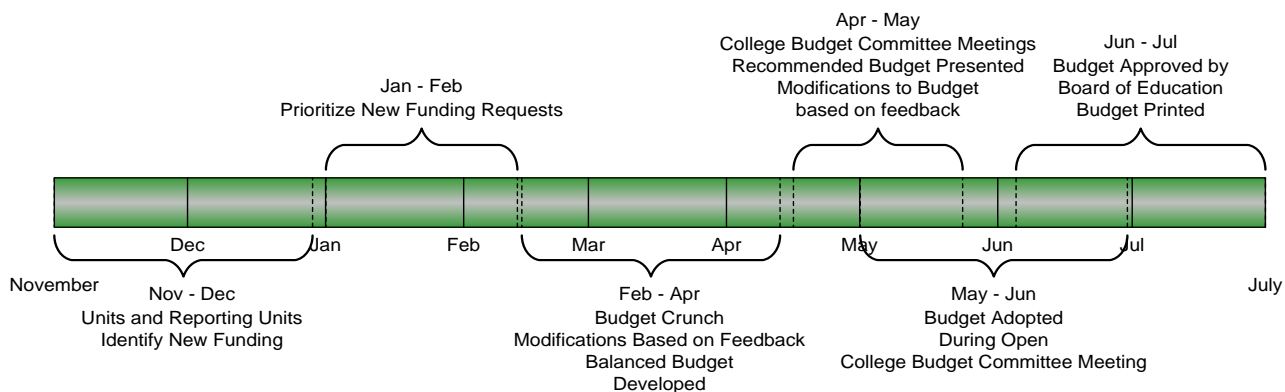 Apr - May
College Budget Committee Meetings
Recommended Budget Presented
Modifications to Budget
based on feedback
Jun - Jul
Budget Approved by
Board of Education
Budget Printed
Jan - Feb
Prioritize New Funding Requests
Dec
Jan
Feb
Mar
Apr
May
Jun
Jul
November
July
Nov - Dec
Units and Reporting Units
Identify New Funding
Feb - Apr
Budget Crunch
Modifications Based on Feedback
Balanced Budget
Developed
May - Jun
Budget Adopted
During Open
College Budget Committee Meeting